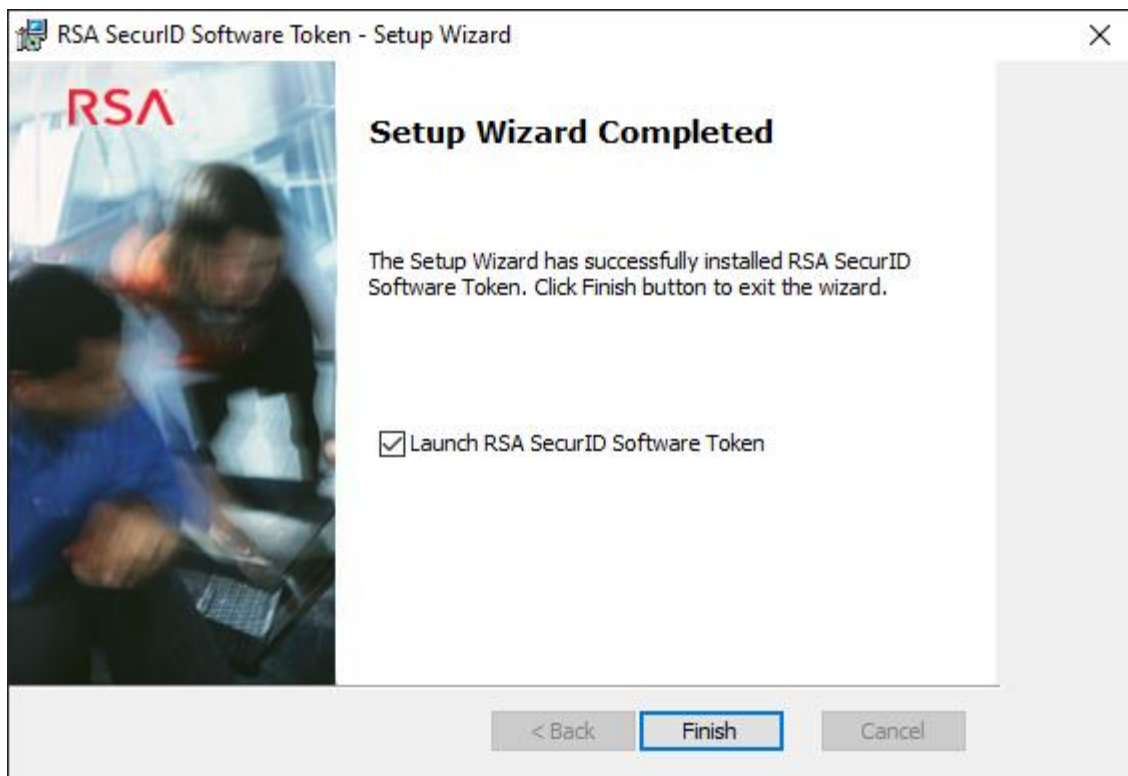 RSA SecurID Software Token - Setup Wizard
RSA
Setup Wizard Completed
The Setup Wizard has successfully installed RSA SecurID
Software Token. Click Finish button to exit the wizard.
Launch RSA SecurID Software Token
< Back
Finish
Cancel